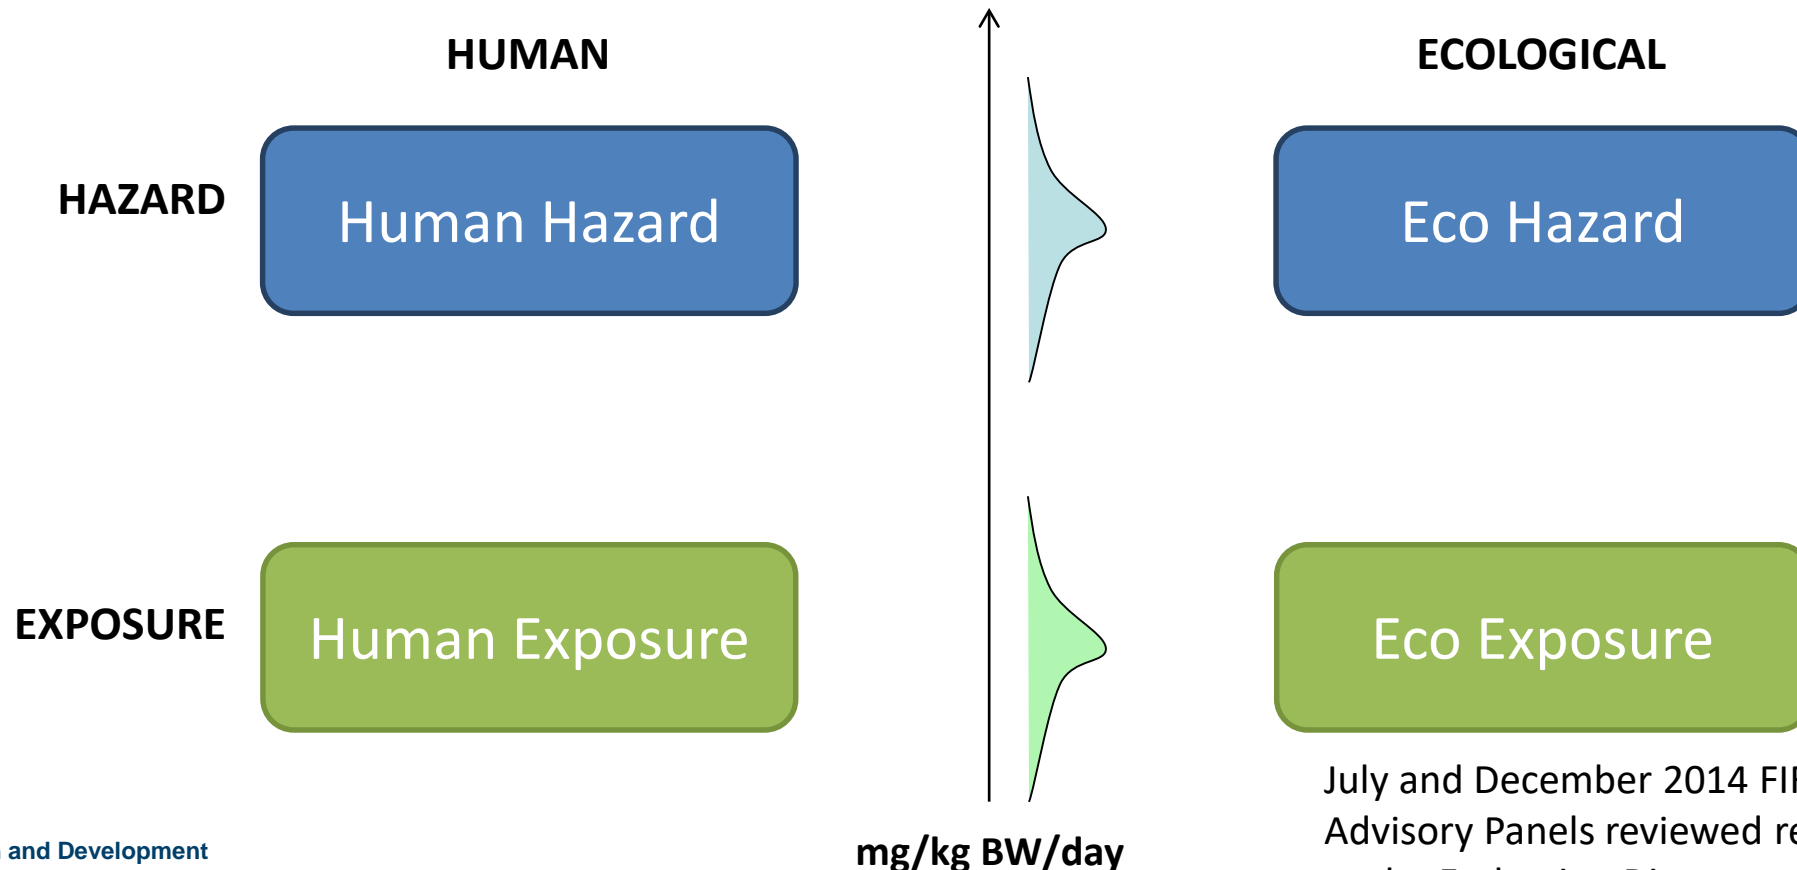 HUMAN
ECOLOGICAL
HAZARD
Human Hazard
Eco Hazard
EXPOSURE
Human Exposure
Eco Exposure
July and December 2014
Advisory Panels reviewed
and Development
mg/kg BW/day